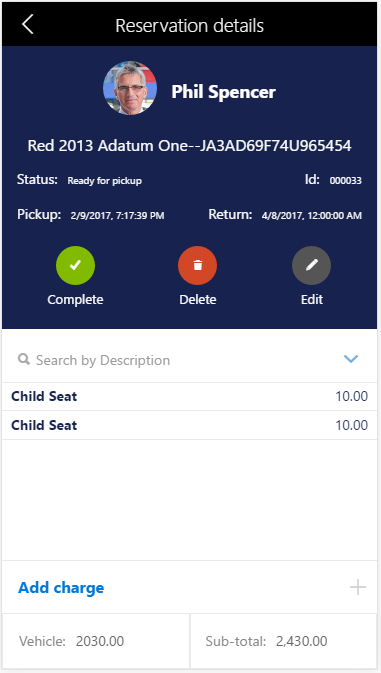 Reservation details
Phil Spencer
Red 2013 Adatum One--JA3AD69F74U965454
Status: Ready for pickup Id: 000033
Pickup: 2/9/2017, 7:17:39 PM Return: 4/8/2017, 12:00:00 AM
Complete Delete Edit
Search by Description
Child Seat 10.00
Child Seat 10.00
Add charge
Vehicle: 2030.00 Sub-total: 2,430.00